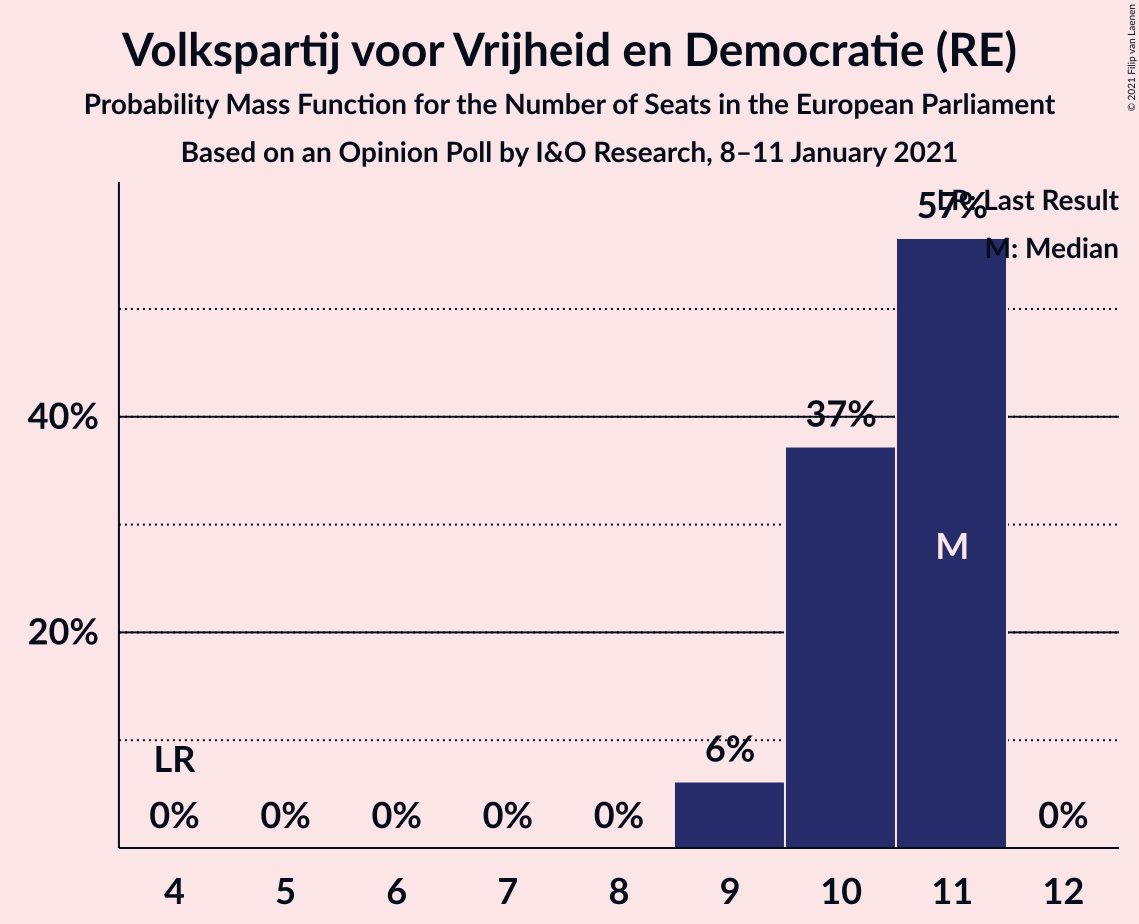 Volkspartij voor Vrijheid en Democratie (RE)
Probability Mass Function for the Number of Seats in the European Parliament
Based on an Opinion Poll by I&O Research, 8–11 January 2021
© 2021 Filip van Laenen
LR: Last Result
M: Median
57%
40%
37%
M
20%
6%
LR
0% 0% 0% 0% 0% 0%
4 5 6 7 8 9 10 11 12